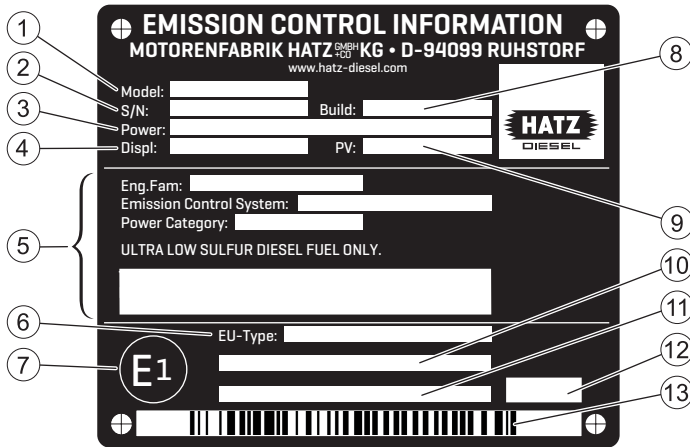 EMISSION CONTROL INFORMATION
MOTORENFABRIK HATZ GMBH +CO KG • D-94099 RUHSTORF
www.hatz-diesel.com
1 Model:
2 S/N: Build: 8
3 Power:
4 Displ: PV: 9
HATZ
DIESEL
5
Eng.Fam:
Emission Control System:
Power Category:
ULTRA LOW SULFUR DIESEL FUEL ONLY.
10
11
6 EU-Type:
7 E1
12
13